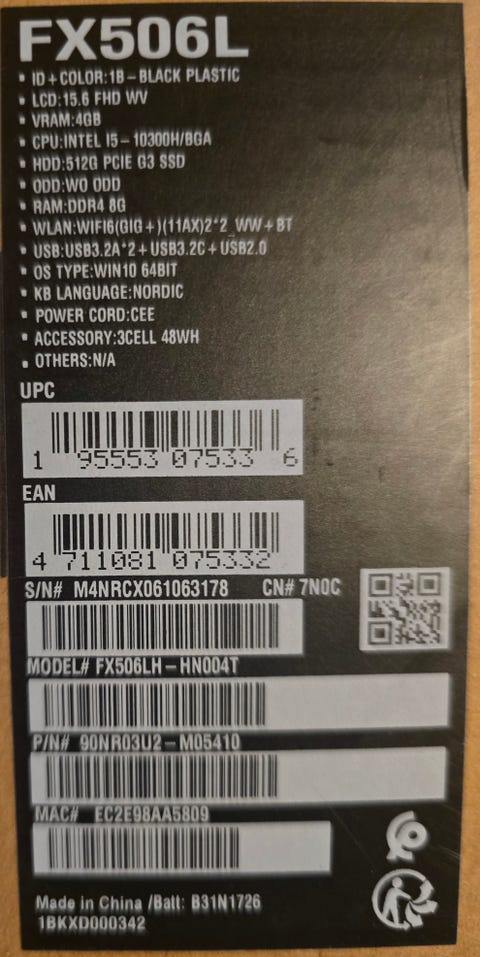 FX506L
• ID+COLOR:1B-BLACK PLASTIC
• LCD:15.6 FHD WV
• VRAM:4GB
• CPU:INTEL I5-10300H/BGA
• HDD:512G PCIE G3 SSD
• ODD:WO ODD
• RAM:DDR4 8G
• WLAN:WIFI6(GIG+)(11AX)2*2_WW+BT
• USB:USB3.2A*2+USB3.2C+USB2.0
• OS TYPE:WIN10 64BIT
• KB LANGUAGE:NORDIC
• POWER CORD:CEE
• ACCESSORY:3CELL 48WH
• OTHERS:N/A
UPC
1 95553 07533 6
EAN
4 711081 075332
S/N# M4NRCX061063178 CN# 7N0C
MODEL# FX506LH-HN004T
P/N# 90NR03U2-M05410
MAC# EC2E98AA5809
Made in China /Batt: B31N1726
1BKXD000342